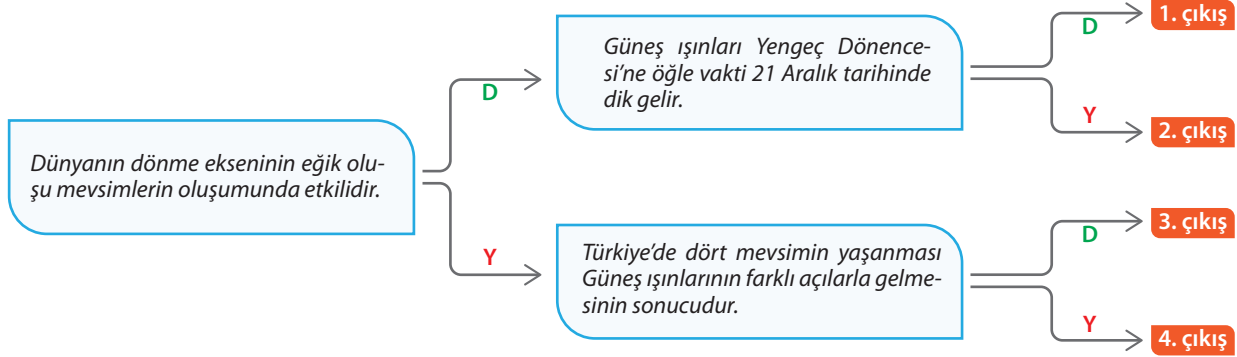 Dünyanın dönme ekseninin eğik olu-
şu mevsimlerin oluşumunda etkilidir.
D
Güneş ışınları Yengeç Dönence-
si’ne öğle vakti 21 Aralık tarihinde
dik gelir.
D
1. çıkış
Y
2. çıkış
Y
Türkiye’de dört mevsimin yaşanması
Güneş ışınlarının farklı açılarla gelme-
sinin sonucudur.
D
3. çıkış
Y
4. çıkış